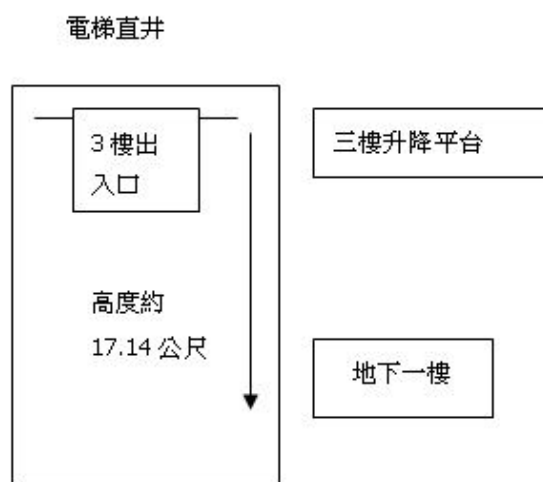 電梯直井
3 樓出
入口
三樓升降平台
高度約
17.14 公尺
地下一樓